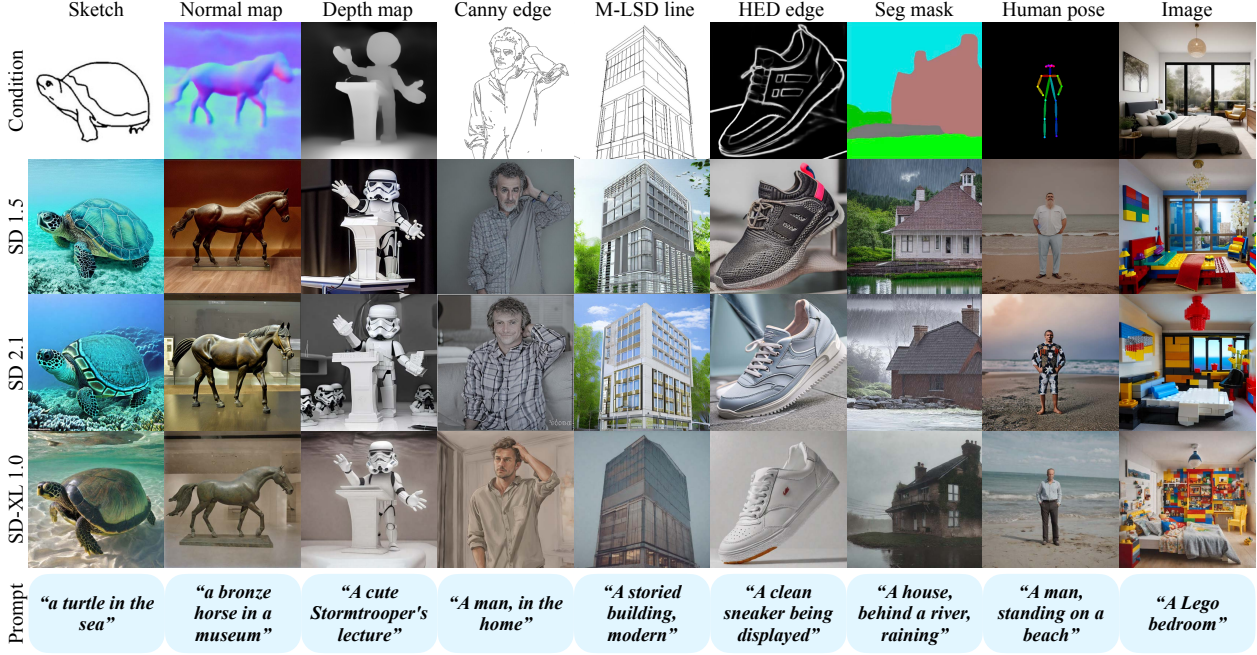 Sketch
Normal map
Depth map
Canny edge
M-LSD line
HED edge
Seg mask
Human pose
Image
Condition
SD 1.5
SD 2.1
SD-XL 1.0
Prompt
“a turtle in the
sea”
“a bronze
horse in a
museum”
“A cute
Stormtrooper's
lecture”
“A man, in the
home”
“A storied
building,
modern”
“A clean
sneaker being
displayed”
“A house,
behind a river,
raining”
“A man,
standing on a
beach”
“A Lego
bedroom”